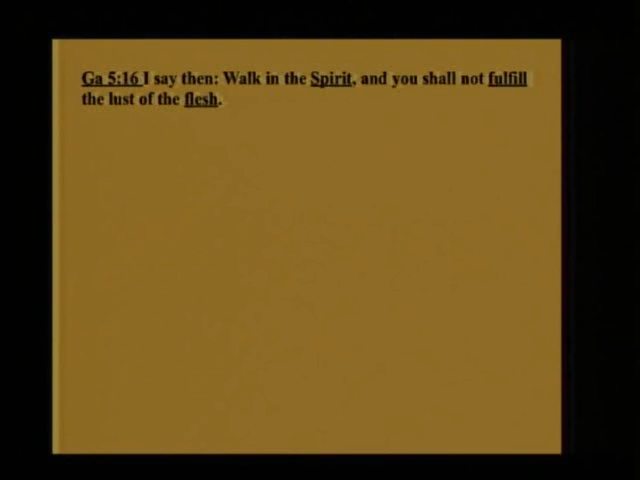 Ga 5:16 I say then: Walk in the Spirit, and you shall not fulfill
the lust of the flesh.